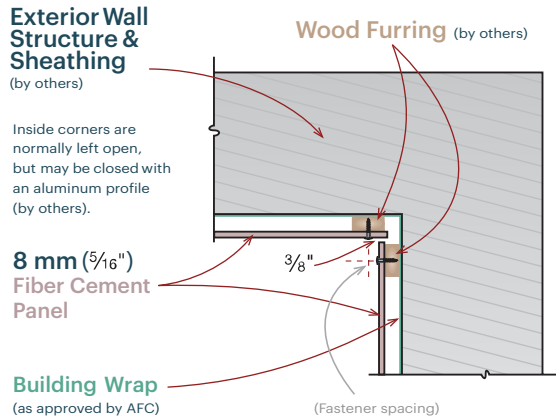 Exterior Wall
Structure &
Sheathing
(by others)
Wood Furring (by others)
Inside corners are
normally left open,
but may be closed with
an aluminum profile
(by others).
8 mm (5⁄16")
Fiber Cement
Panel
3⁄8"
Building Wrap
(as approved by AFC)
(Fastener spacing)